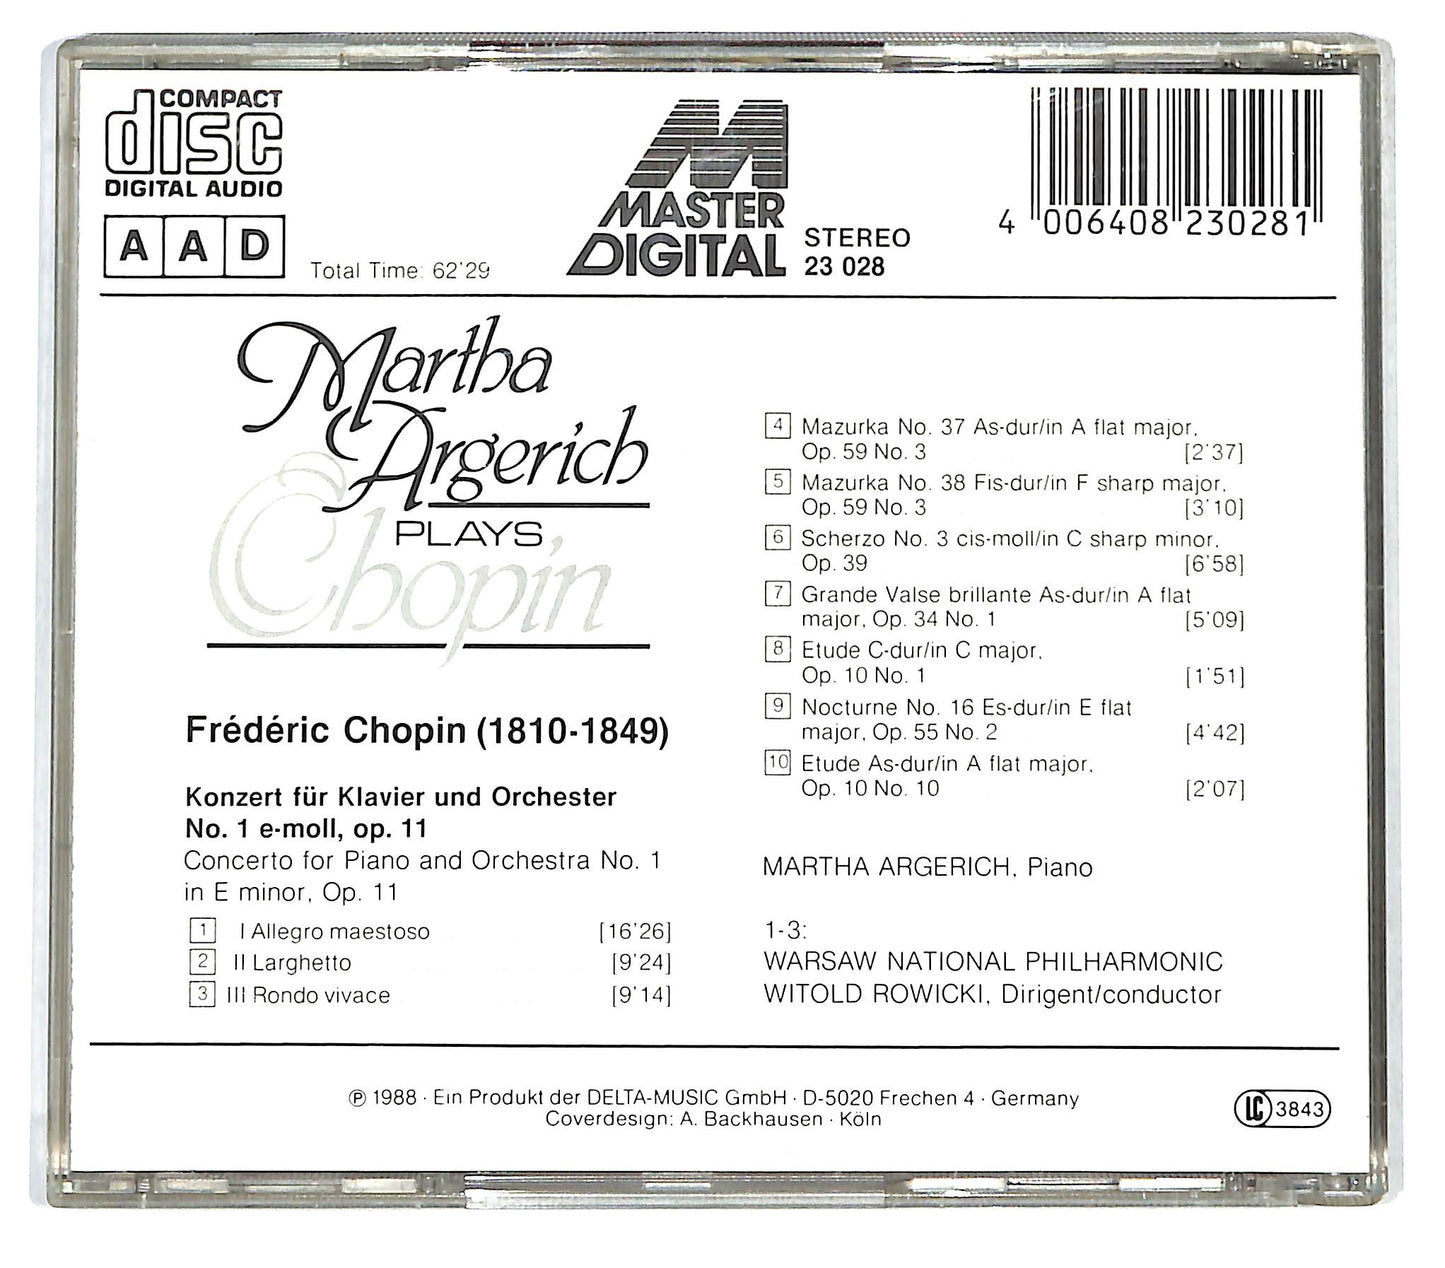 COMPACT
disc
DIGITAL AUDIO
A A D
Total Time: 62'29
M
MASTER
DIGITAL
STEREO
23 028
4 006408 230281
Martha
Argerich
PLAYS
Chopin
Frédéric Chopin (1810-1849)
Konzert für Klavier und Orchester
No. 1 e-moll, op. 11
Concerto for Piano and Orchestra No. 1
in E minor, Op. 11
1 I Allegro maestoso [16'26]
2 II Larghetto [9'24]
3 III Rondo vivace [9'14]
4 Mazurka No. 37 As-dur/in A flat major,
Op. 59 No. 3 [2'37]
5 Mazurka No. 38 Fis-dur/in F sharp major,
Op. 59 No. 3 [3'10]
6 Scherzo No. 3 cis-moll/in C sharp minor,
Op. 39 [6'58]
7 Grande Valse brillante As-dur/in A flat
major, Op. 34 No. 1 [5'09]
8 Etude C-dur/in C major,
Op. 10 No. 1 [1'51]
9 Nocturne No. 16 Es-dur/in E flat
major, Op. 55 No. 2 [4'42]
10 Etude As-dur/in A flat major,
Op. 10 No. 10 [2'07]
MARTHA ARGERICH, Piano
1-3:
WARSAW NATIONAL PHILHARMONIC
WITOLD ROWICKI, Dirigent/conductor
℗ 1988 · Ein Produkt der DELTA-MUSIC GmbH · D-5020 Frechen 4 · Germany
Coverdesign: A. Backhausen · Köln
LC 3843